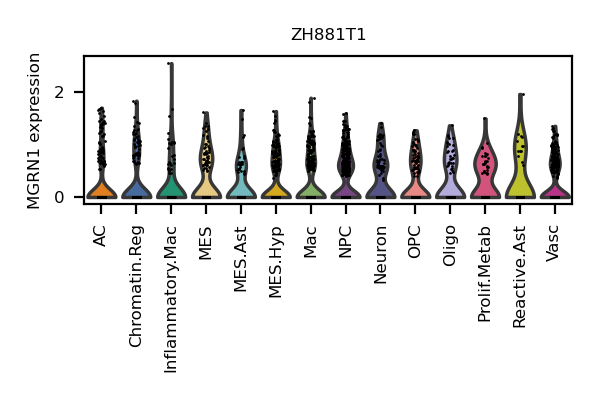 ZH881T1
MGRN1 expression
2
0
AC
Chromatin.Reg
Inflammatory.Mac
MES
MES.Ast
MES.Hyp
Mac
NPC
Neuron
OPC
Oligo
Prolif.Metab
Reactive.Ast
Vasc